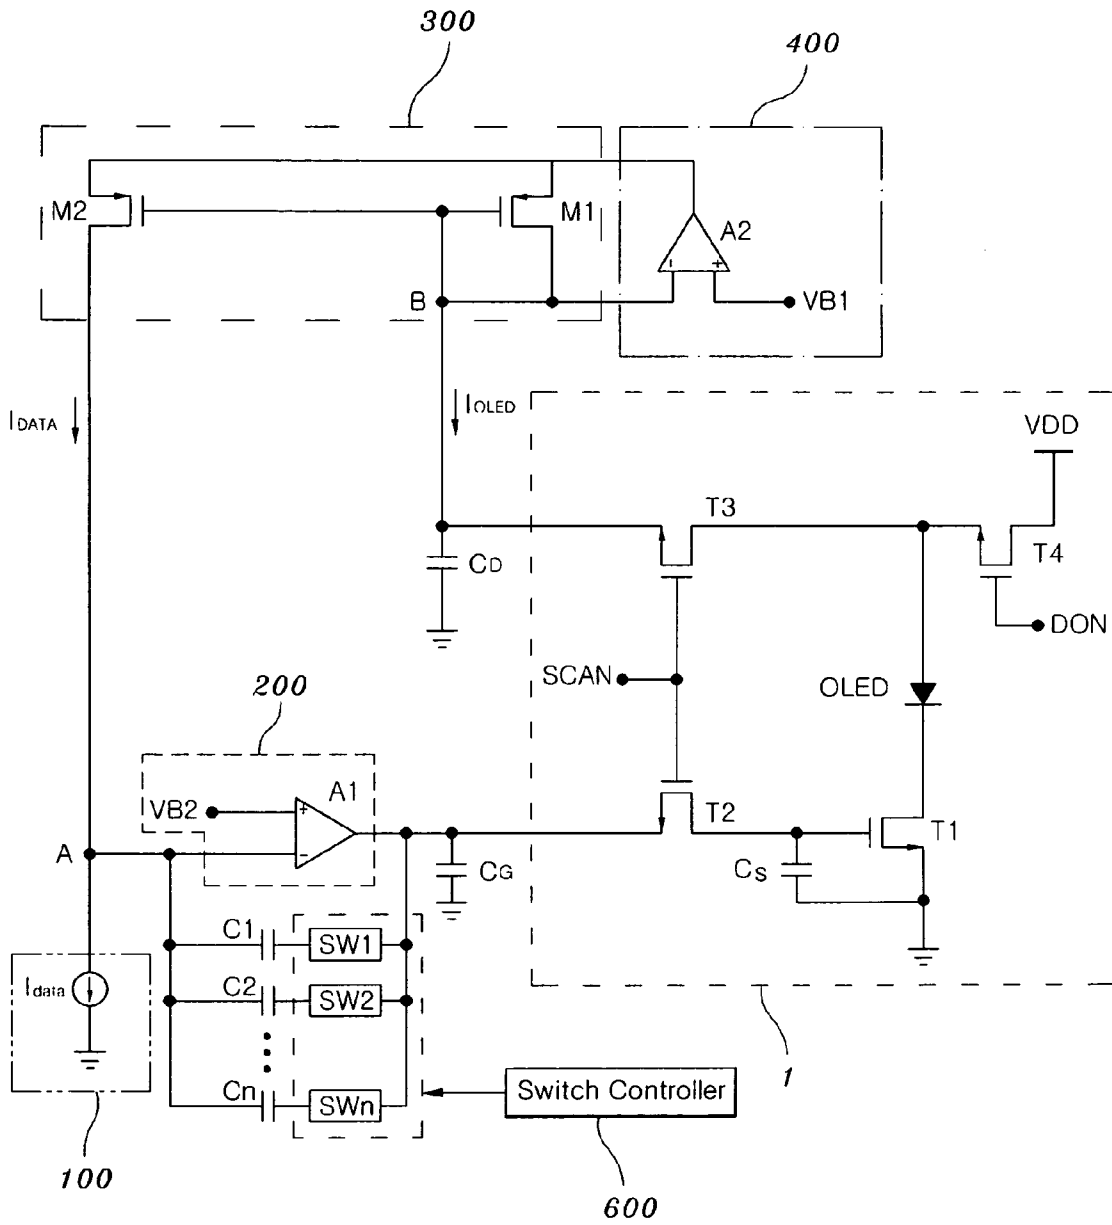 300
400
M2
M1
A2
- +
B
VB1
IDATA
IOLED
VDD
T3
T4
CD
DON
SCAN
OLED
200
A1
VB2
+
T2
T1
A
-
CG
CS
C1
SW1
Idata
C2
SW2
1
Cn
SWn
Switch Controller
100
600